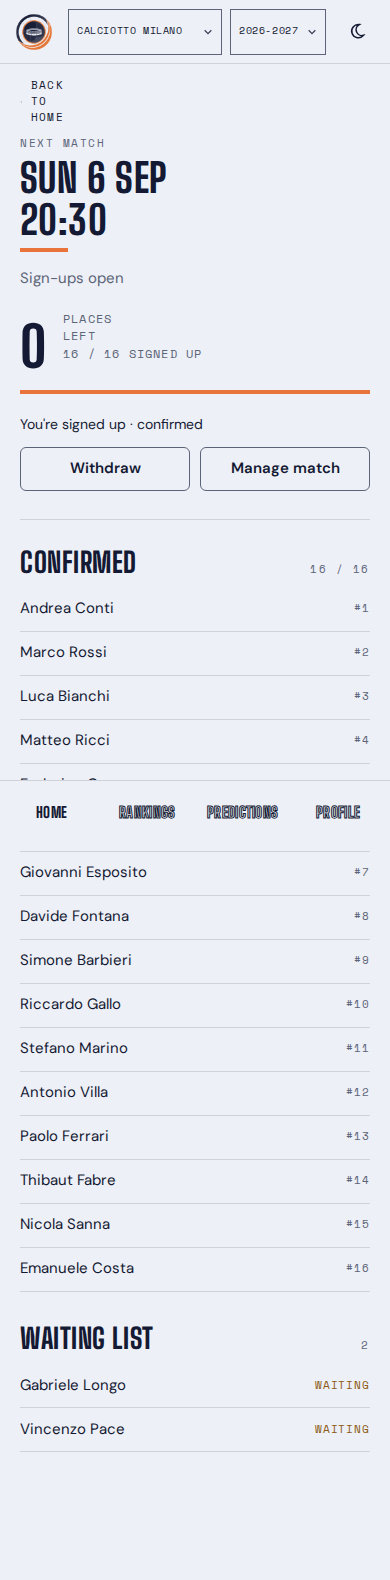 CALCIOTTO MILANO
2026-2027
BACK
TO
HOME
NEXT MATCH
SUN 6 SEP
20:30
Sign-ups open
0
PLACES
LEFT
16 / 16 SIGNED UP
You're signed up · confirmed
Withdraw
Manage match
CONFIRMED 16 / 16
Andrea Conti #1
Marco Rossi #2
Luca Bianchi #3
Matteo Ricci #4
HOME RANKINGS PREDICTIONS PROFILE
Giovanni Esposito #7
Davide Fontana #8
Simone Barbieri #9
Riccardo Gallo #10
Stefano Marino #11
Antonio Villa #12
Paolo Ferrari #13
Thibaut Fabre #14
Nicola Sanna #15
Emanuele Costa #16
WAITING LIST 2
Gabriele Longo WAITING
Vincenzo Pace WAITING